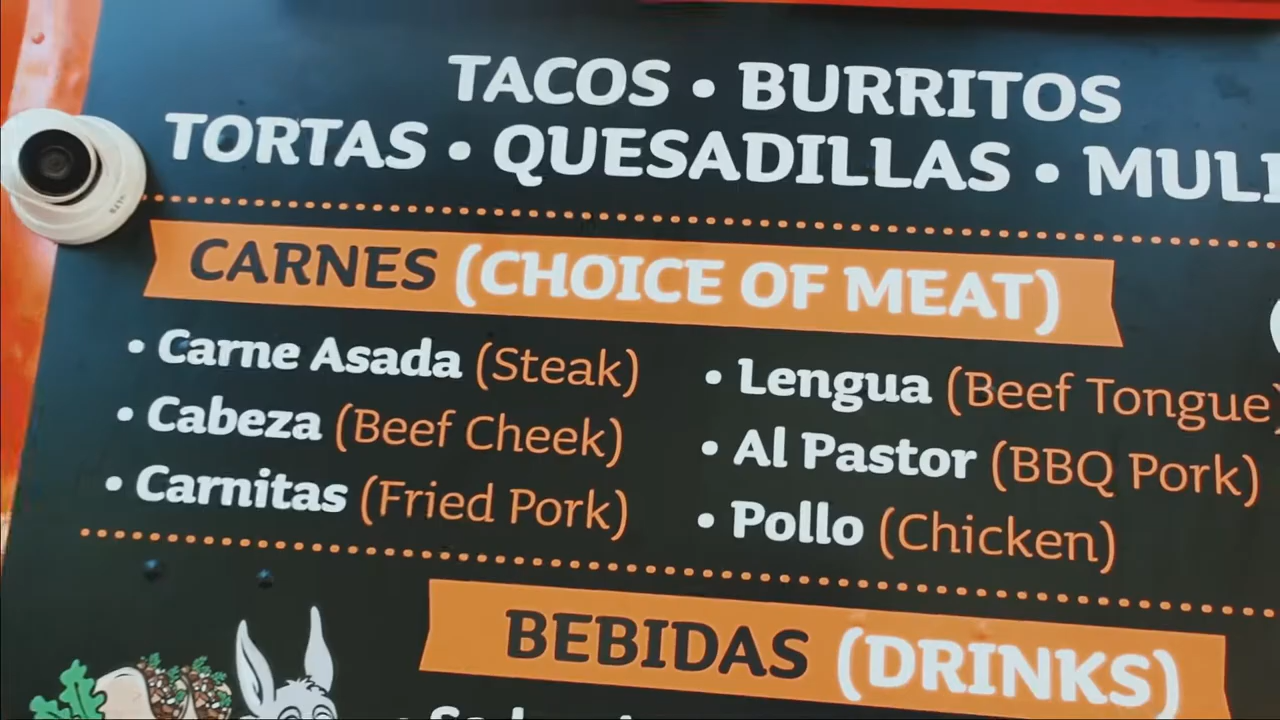 TACOS • BURRITOS
TORTAS • QUESADILLAS •
CARNES (CHOICE OF MEAT)
• Carne Asada (Steak)
• Cabeza (Beef Cheek)
• Carnitas (Fried Pork)
• Lengua (Beef Tongue)
• Al Pastor (BBQ Pork)
• Pollo (Chicken)
BEBIDAS (DRINKS)